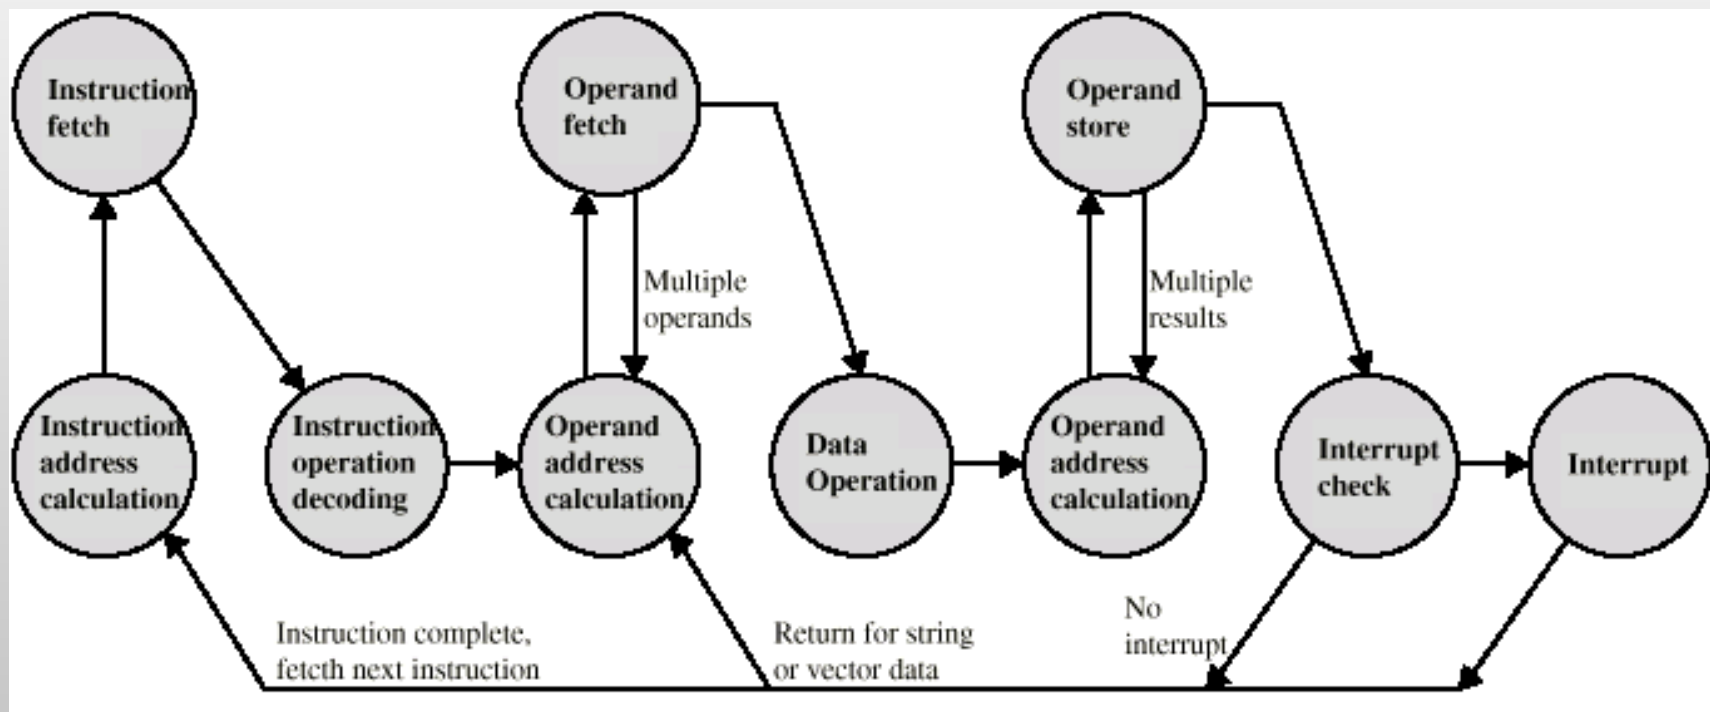 Instruction
fetch
Operand
fetch
Operand
store
Multiple
operands
Multiple
results
Instruction
address
calculation
Instruction
operation
decoding
Operand
address
calculation
Data
Operation
Operand
address
calculation
Interrupt
check
Interrupt
Instruction complete,
fetcth next instruction
Return for string
or vector data
No
interrupt